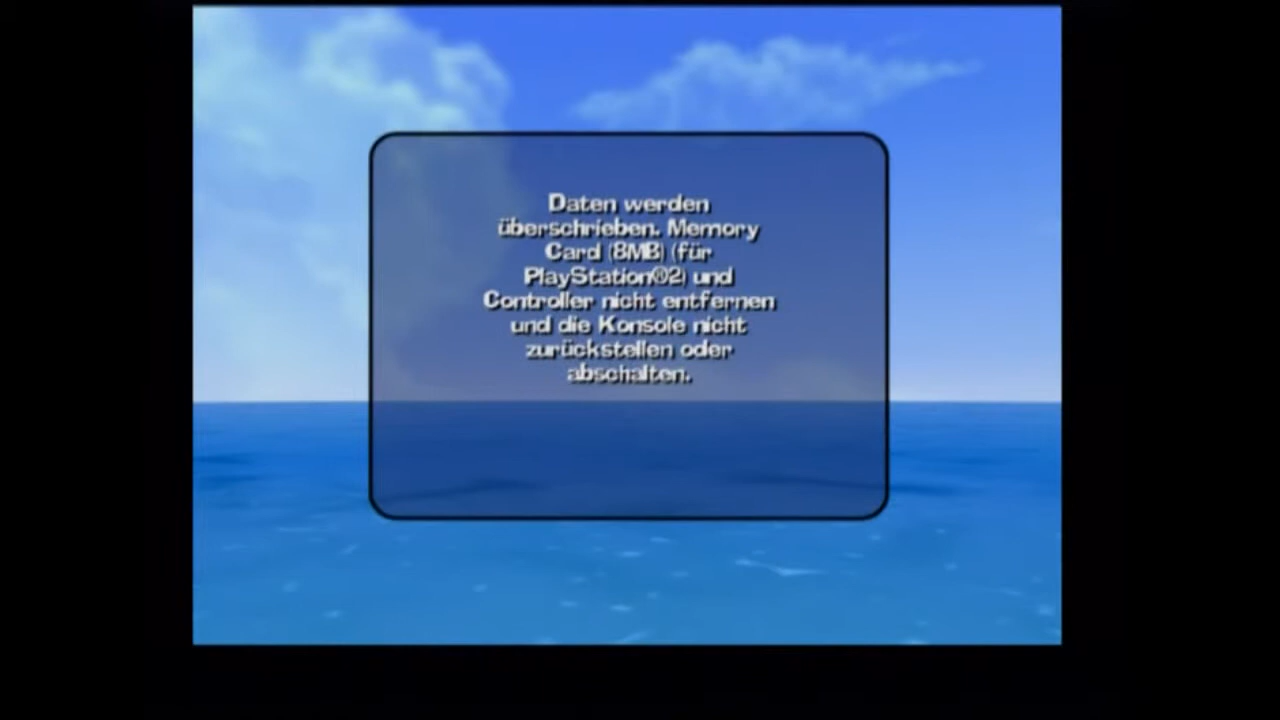 Daten werden
überschrieben. Memory
Card (8MB) (für
PlayStation®2) und
Controller nicht entfernen
und die Konsole nicht
zurückstellen oder
abschalten.